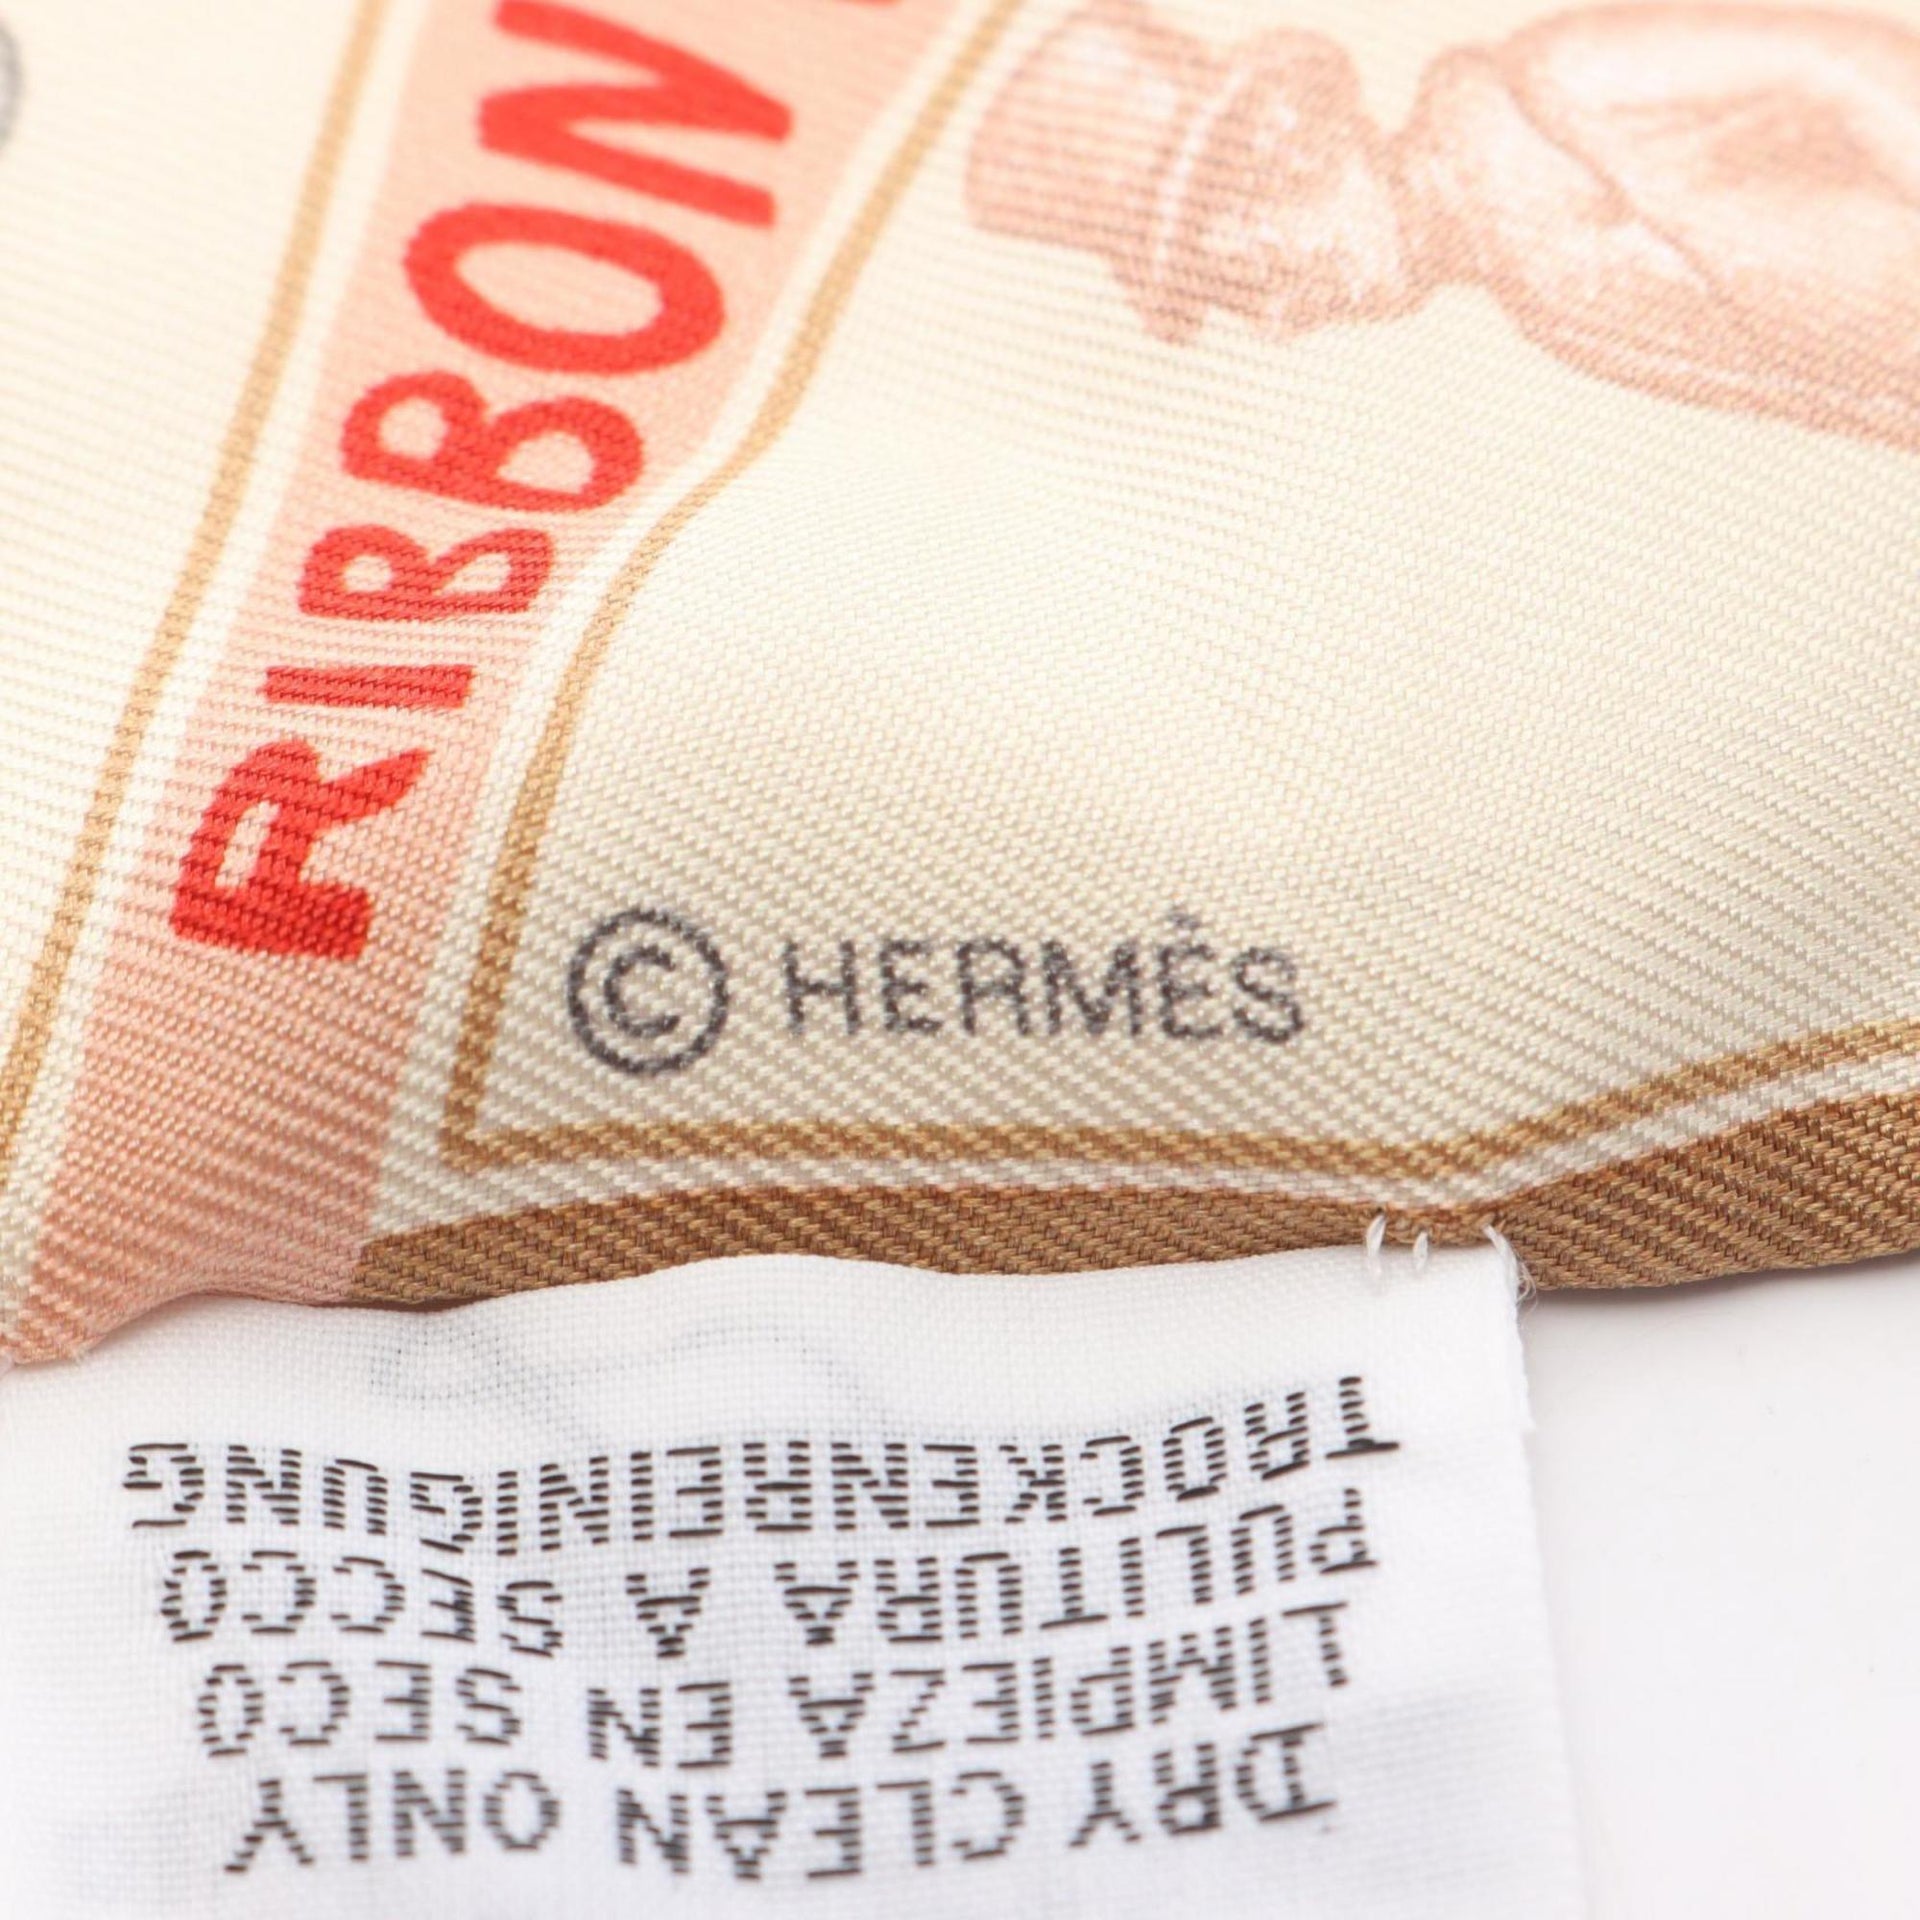 RIBBON
© HERMÈS
DRY CLEAN ONLY
LIMPIEZA EN SECO
PULITURA A SECCO
TROCKENREINIGUNG